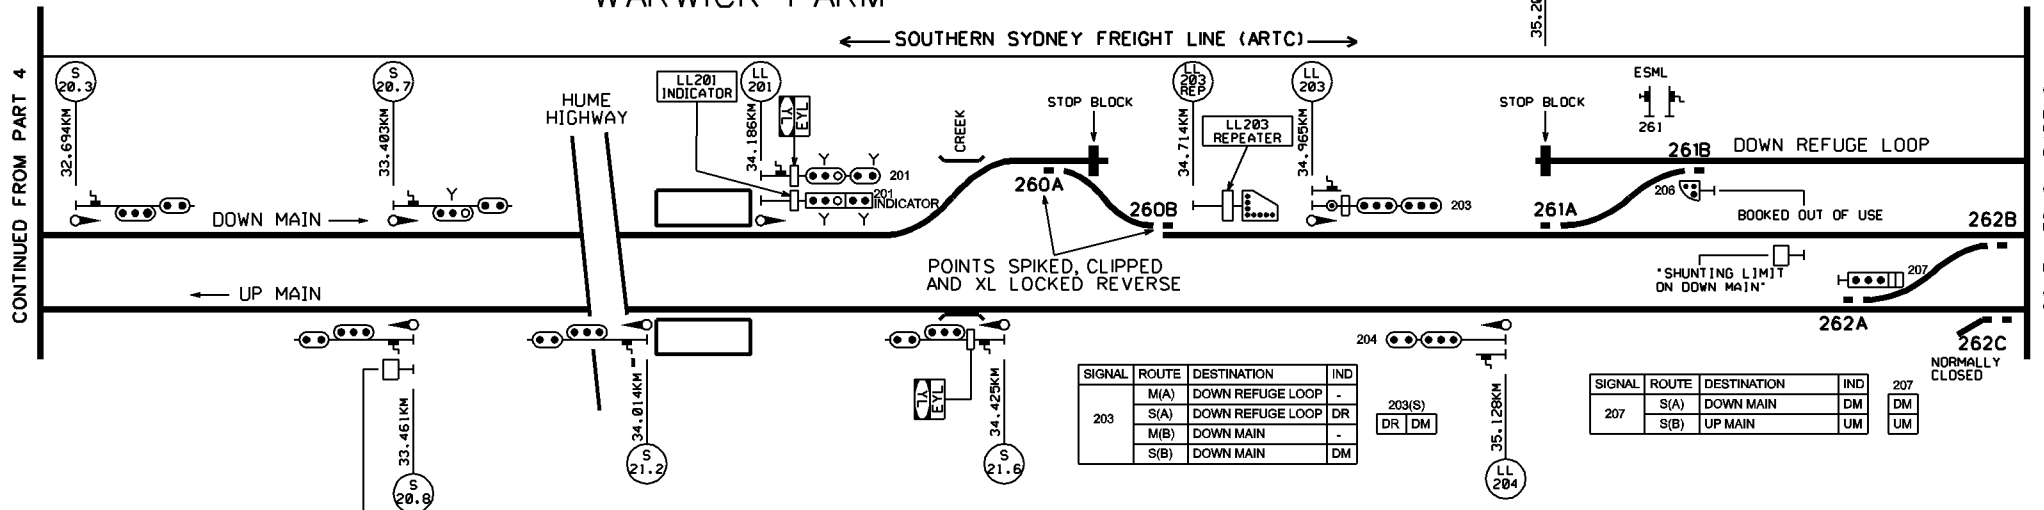 WARWICK FARM
35.20
SOUTHERN SYDNEY FREIGHT LINE (ARTC)
CONTINUED FROM PART 4
S
20.3
32.694KM
S
20.7
33.403KM
HUME
HIGHWAY
LL201
INDICATOR
LL
201
34.186KM
YL
EYL
CREEK
STOP BLOCK
LL
203
REP
34.714KM
LL203
REPEATER
LL
203
34.965KM
STOP BLOCK
ESML
261
DOWN REFUGE LOOP
261B
206
BOOKED OUT OF USE
Y
Y
201
201
INDICATOR
Y
Y
Y
DOWN MAIN
260A
260B
203
261A
262B
POINTS SPIKED, CLIPPED
AND XL LOCKED REVERSE
"SHUNTING LIMIT
ON DOWN MAIN"
207
UP MAIN
262A
262C
NORMALLY
CLOSED
204
YL
EYL
33.461KM
S
20.8
34.014KM
S
21.2
34.425KM
S
21.6
35.128KM
LL
204
SIGNAL ROUTE DESTINATION IND
203 M(A) DOWN REFUGE LOOP -
S(A) DOWN REFUGE LOOP DR
M(B) DOWN MAIN -
S(B) DOWN MAIN DM
203(S)
DR DM
SIGNAL ROUTE DESTINATION IND
207 S(A) DOWN MAIN DM
S(B) UP MAIN UM
207
DM
UM